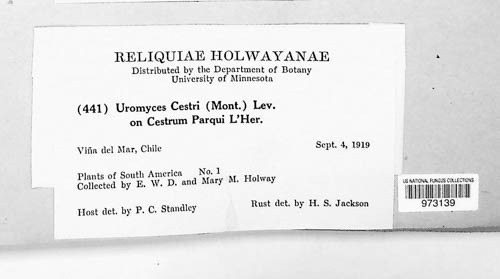 RELIQUIAE HOLWAYANAE
Distributed by the Department of Botany
University of Minnesota
(441) Uromyces Cestri (Mont.) Lev.
on Cestrum Parqui L'Her.
Viña del Mar, Chile Sept. 4, 1919
Plants of South America No. 1
Collected by E. W. D. and Mary M. Holway
Host det. by P. C. Standley Rust det. by H. S. Jackson
US NATIONAL FUNGUS COLLECTIONS
973139